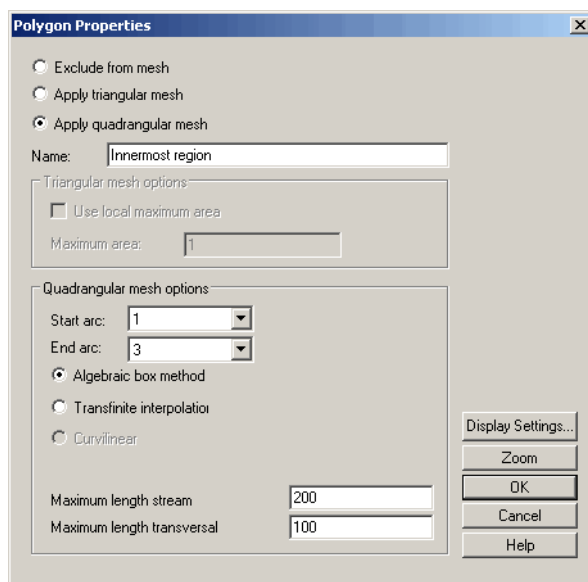 Polygon Properties
Exclude from mesh
Apply triangular mesh
Apply quadrangular mesh
Name: Innermost region
Triangular mesh options
Use local maximum area
Maximum area: 1
Quadrangular mesh options
Start arc: 1
End arc: 3
Algebraic box method
Transfinite interpolation
Curvilinear
Maximum length stream 200
Maximum length transversal 100
Display Settings...
Zoom
OK
Cancel
Help